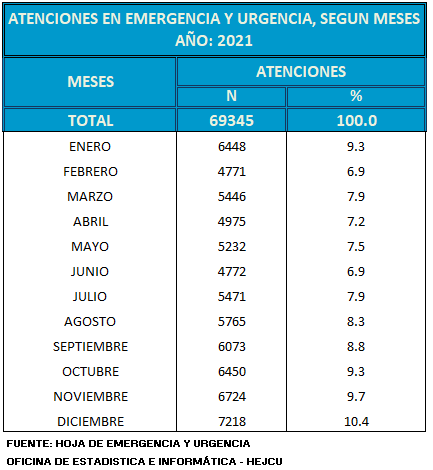 ATENCIONES EN EMERGENCIA Y URGENCIA, SEGUN MESES
AÑO: 2021
MESES ATENCIONES
N %
TOTAL 69345 100.0
ENERO 6448 9.3
FEBRERO 4771 6.9
MARZO 5446 7.9
ABRIL 4975 7.2
MAYO 5232 7.5
JUNIO 4772 6.9
JULIO 5471 7.9
AGOSTO 5765 8.3
SEPTIEMBRE 6073 8.8
OCTUBRE 6450 9.3
NOVIEMBRE 6724 9.7
DICIEMBRE 7218 10.4
FUENTE: HOJA DE EMERGENCIA Y URGENCIA
OFICINA DE ESTADISTICA E INFORMÁTICA - HEJCU